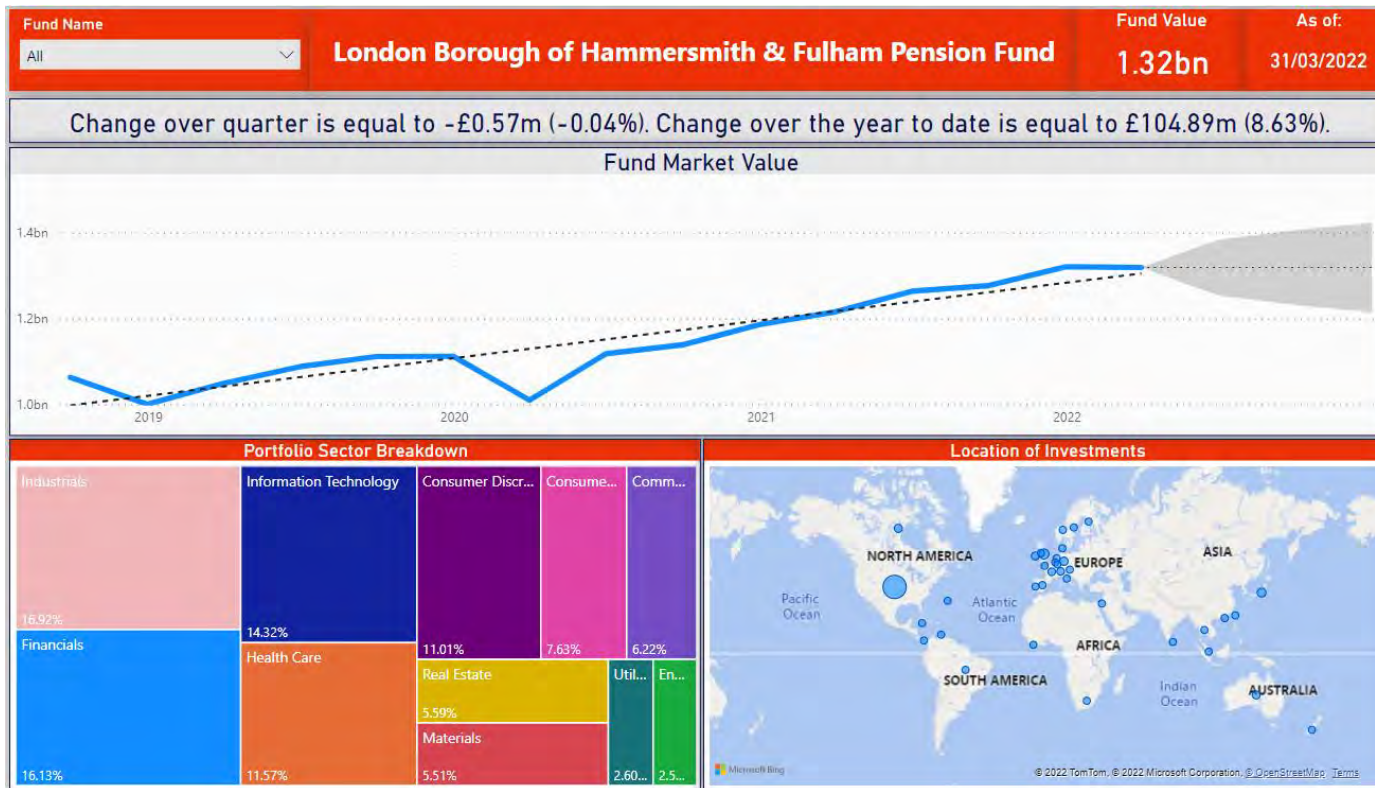 Fund Name
All
London Borough of Hammersmith & Fulham Pension Fund
Fund Value
1.32bn
As of:
31/03/2022
Change over quarter is equal to -£0.57m (-0.04%). Change over the year to date is equal to £104.89m (8.63%).
Fund Market Value
1.4bn
1.2bn
1.0bn
2019
2020
2021
2022
Portfolio Sector Breakdown
Industrials
16.92%
Financials
16.13%
Information Technology
14.32%
Health Care
11.57%
Consumer Discr...
11.01%
Consume...
7.63%
Comm...
6.22%
Real Estate
5.59%
Materials
5.51%
Util...
2.60...
En...
2.5...
Location of Investments
NORTH AMERICA
EUROPE
ASIA
Pacific
Ocean
Atlantic
Ocean
AFRICA
SOUTH AMERICA
Indian
Ocean
AUSTRALIA
Microsoft Bing
© 2022 TomTom, © 2022 Microsoft Corporation, © OpenStreetMap Terms